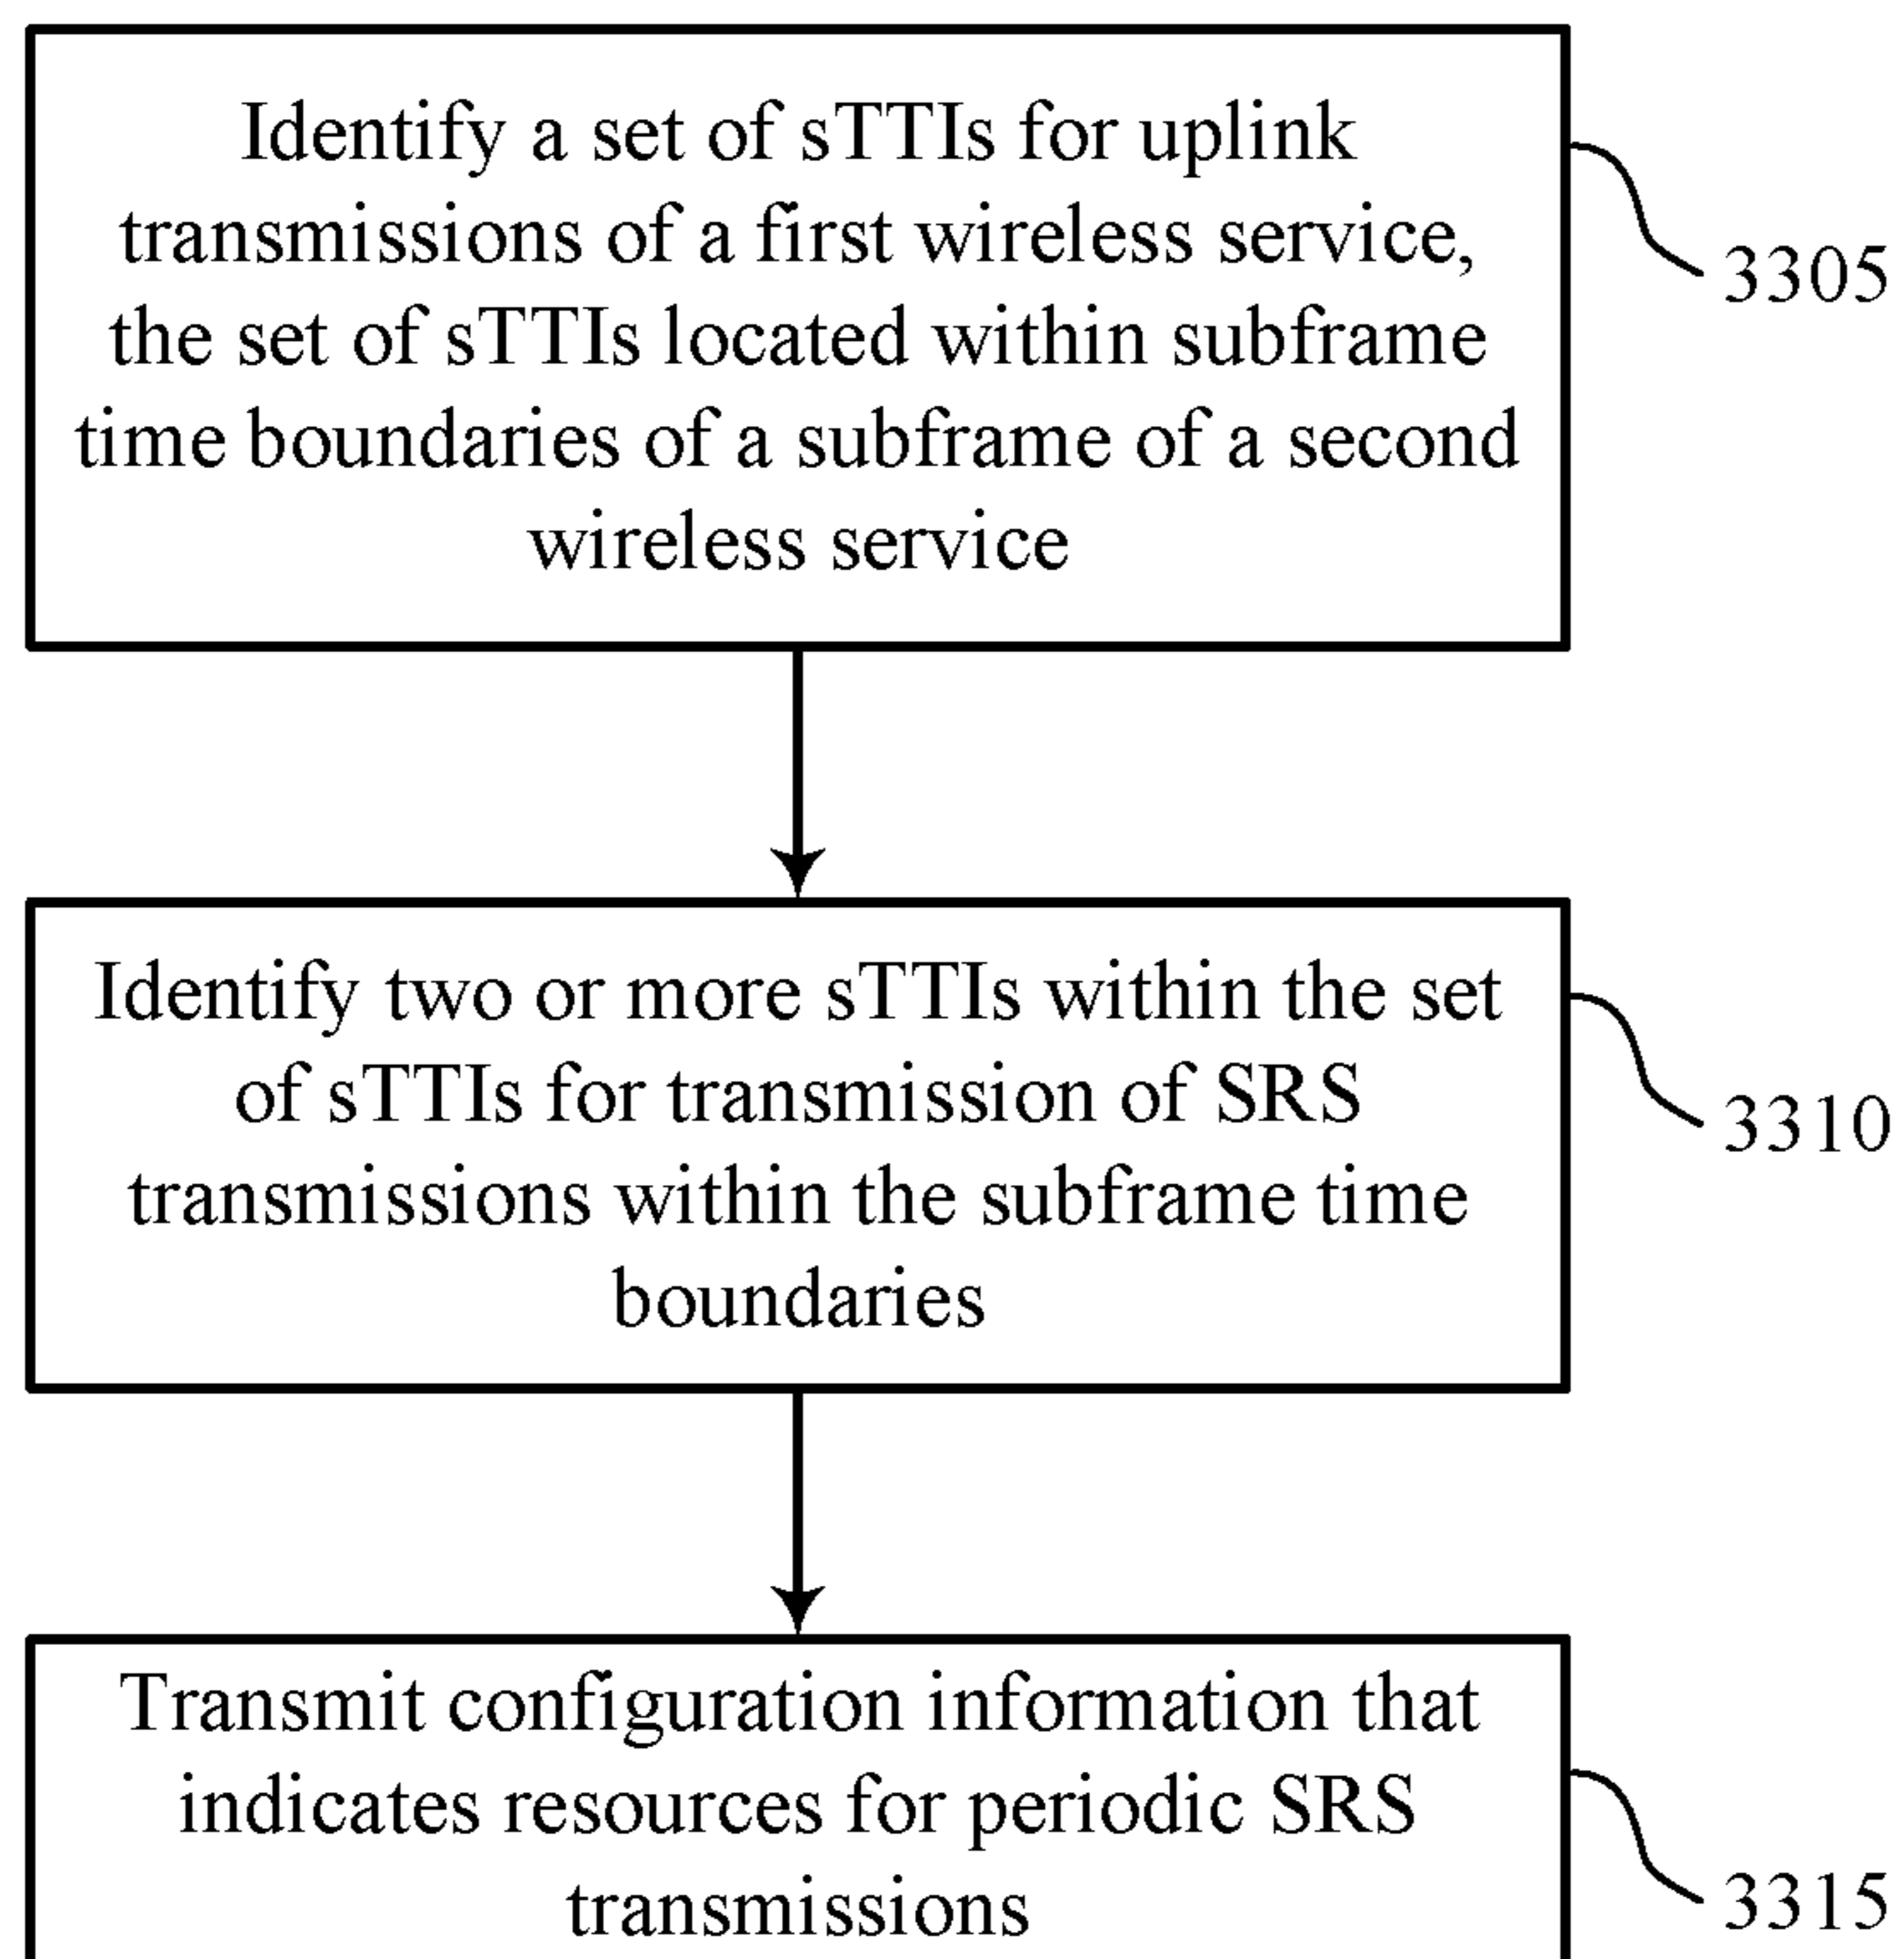 Identify a set of sTTIs for uplink
transmissions of a first wireless service,
the set of sTTIs located within subframe
time boundaries of a subframe of a second
wireless service
3305
Identify two or more sTTIs within the set
of sTTIs for transmission of SRS
transmissions within the subframe time
boundaries
3310
Transmit configuration information that
indicates resources for periodic SRS
transmissions
3315